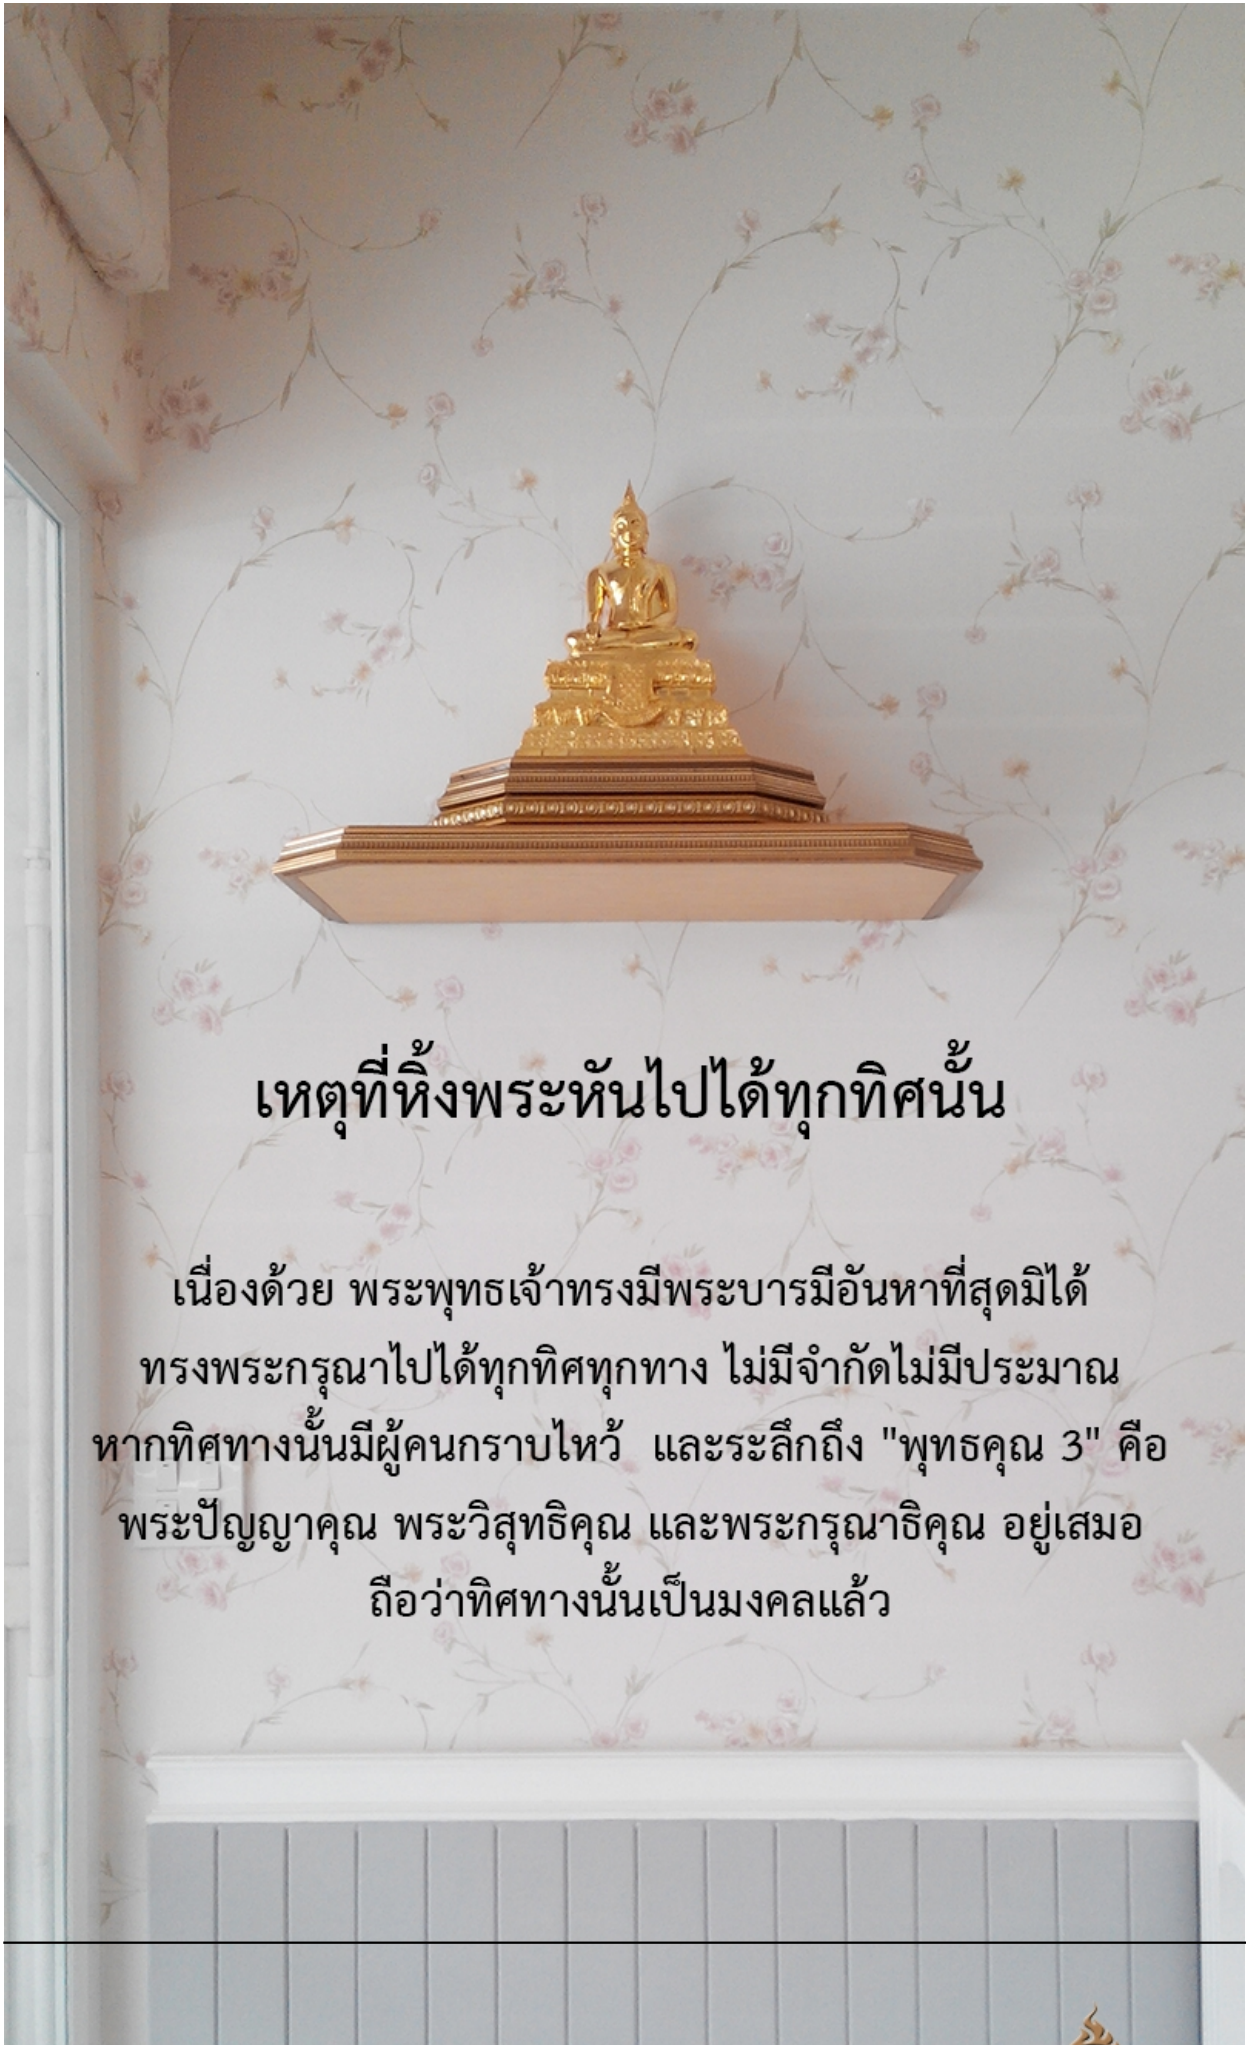 เหตุที่หิ้งพระหันไปได้ทุกทิศนั้น
เนื่องด้วย พระพุทธเจ้าทรงมีพระบารมีอันหาที่สุดมิได้
ทรงพระกรุณาไปได้ทุกทิศทุกทาง ไม่มีจำกัดไม่มีประมาณ
หากทิศทางนั้นมีผู้คนกราบไหว้ และระลึกถึง "พุทธคุณ 3" คือ
พระปัญญาคุณ พระวิสุทธิคุณ และพระกรุณาธิคุณ อยู่เสมอ
ถือว่าทิศทางนั้นเป็นมงคลแล้ว